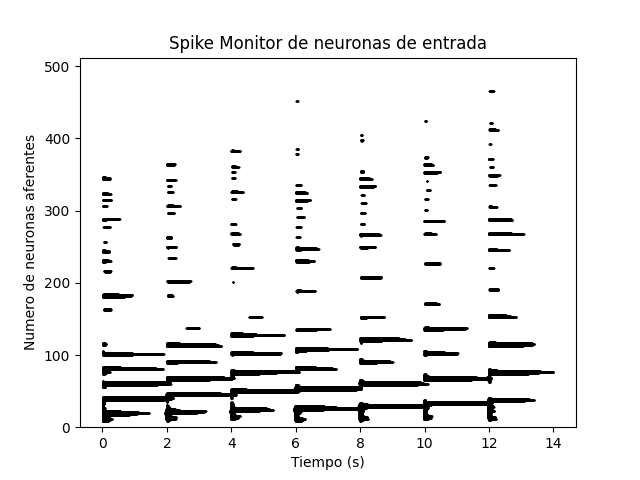 Spike Monitor de neuronas de entrada
Numero de neuronas aferentes
500
400
300
200
100
0
0 2 4 6 8 10 12 14
Tiempo (s)